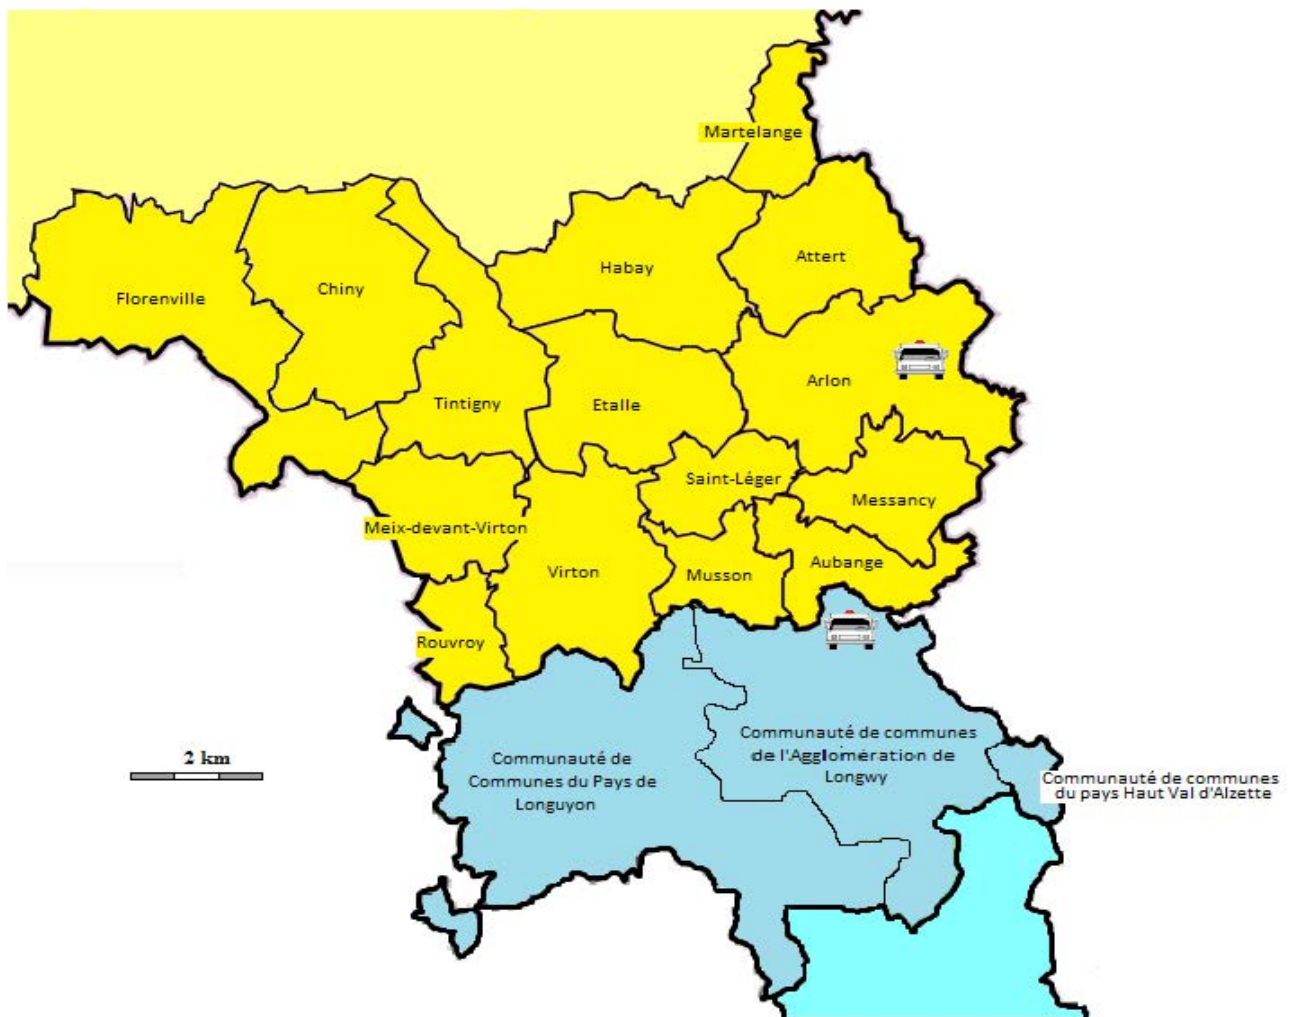 Martelange
Attert
Habay
Chiny
Florenville
Arlon
Tintigny
Etalle
Saint-Léger
Messancy
Meix-devant-Virton
Aubange
Virton
Musson
Rouvroy
2 km
Communauté de
Communes du Pays de
Longuyon
Communauté de communes
de l'Agglomération de
Longwy
Communauté de communes
du pays Haut Val d'Alzette